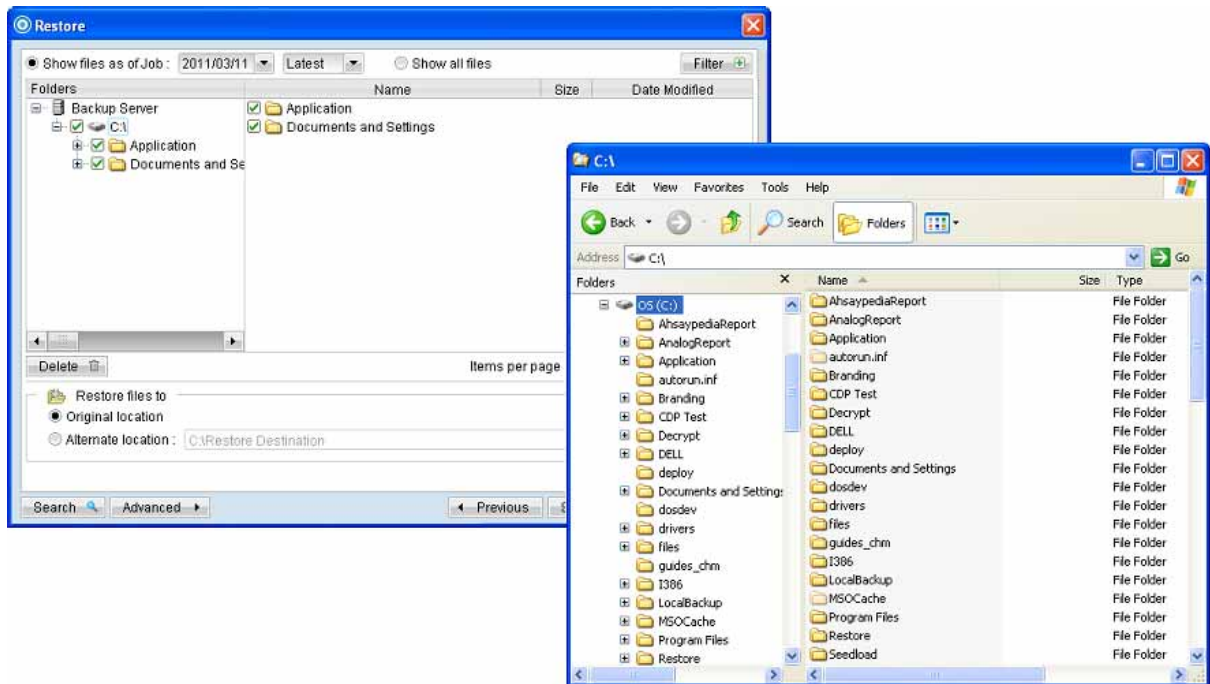 Restore
Show files as of Job : 2011/03/11 Latest Show all files Filter
Folders Name Size Date Modified
Backup Server
C:\
Application
Documents and Se
Application
Documents and Settings
Delete Items per page
Restore files to
Original location
Alternate location : C:\Restore Destination
Search Advanced Previous
C:\
File Edit View Favorites Tools Help
Back Search Folders
Address C:\ Go
Folders
OS (C:)
AhsaypediaReport
AnalogReport
Application
autorun.inf
Branding
CDP Test
Decrypt
DELL
deploy
Documents and Setting
dosdev
drivers
files
guides_chm
I386
LocalBackup
MSOCache
Program Files
Restore
Name Size Type
AhsaypediaReport File Folder
AnalogReport File Folder
Application File Folder
autorun.inf File Folder
Branding File Folder
CDP Test File Folder
Decrypt File Folder
DELL File Folder
deploy File Folder
Documents and Settings File Folder
dosdev File Folder
drivers File Folder
files File Folder
guides_chm File Folder
I386 File Folder
LocalBackup File Folder
MSOCache File Folder
Program Files File Folder
Restore File Folder
Seedload File Folder